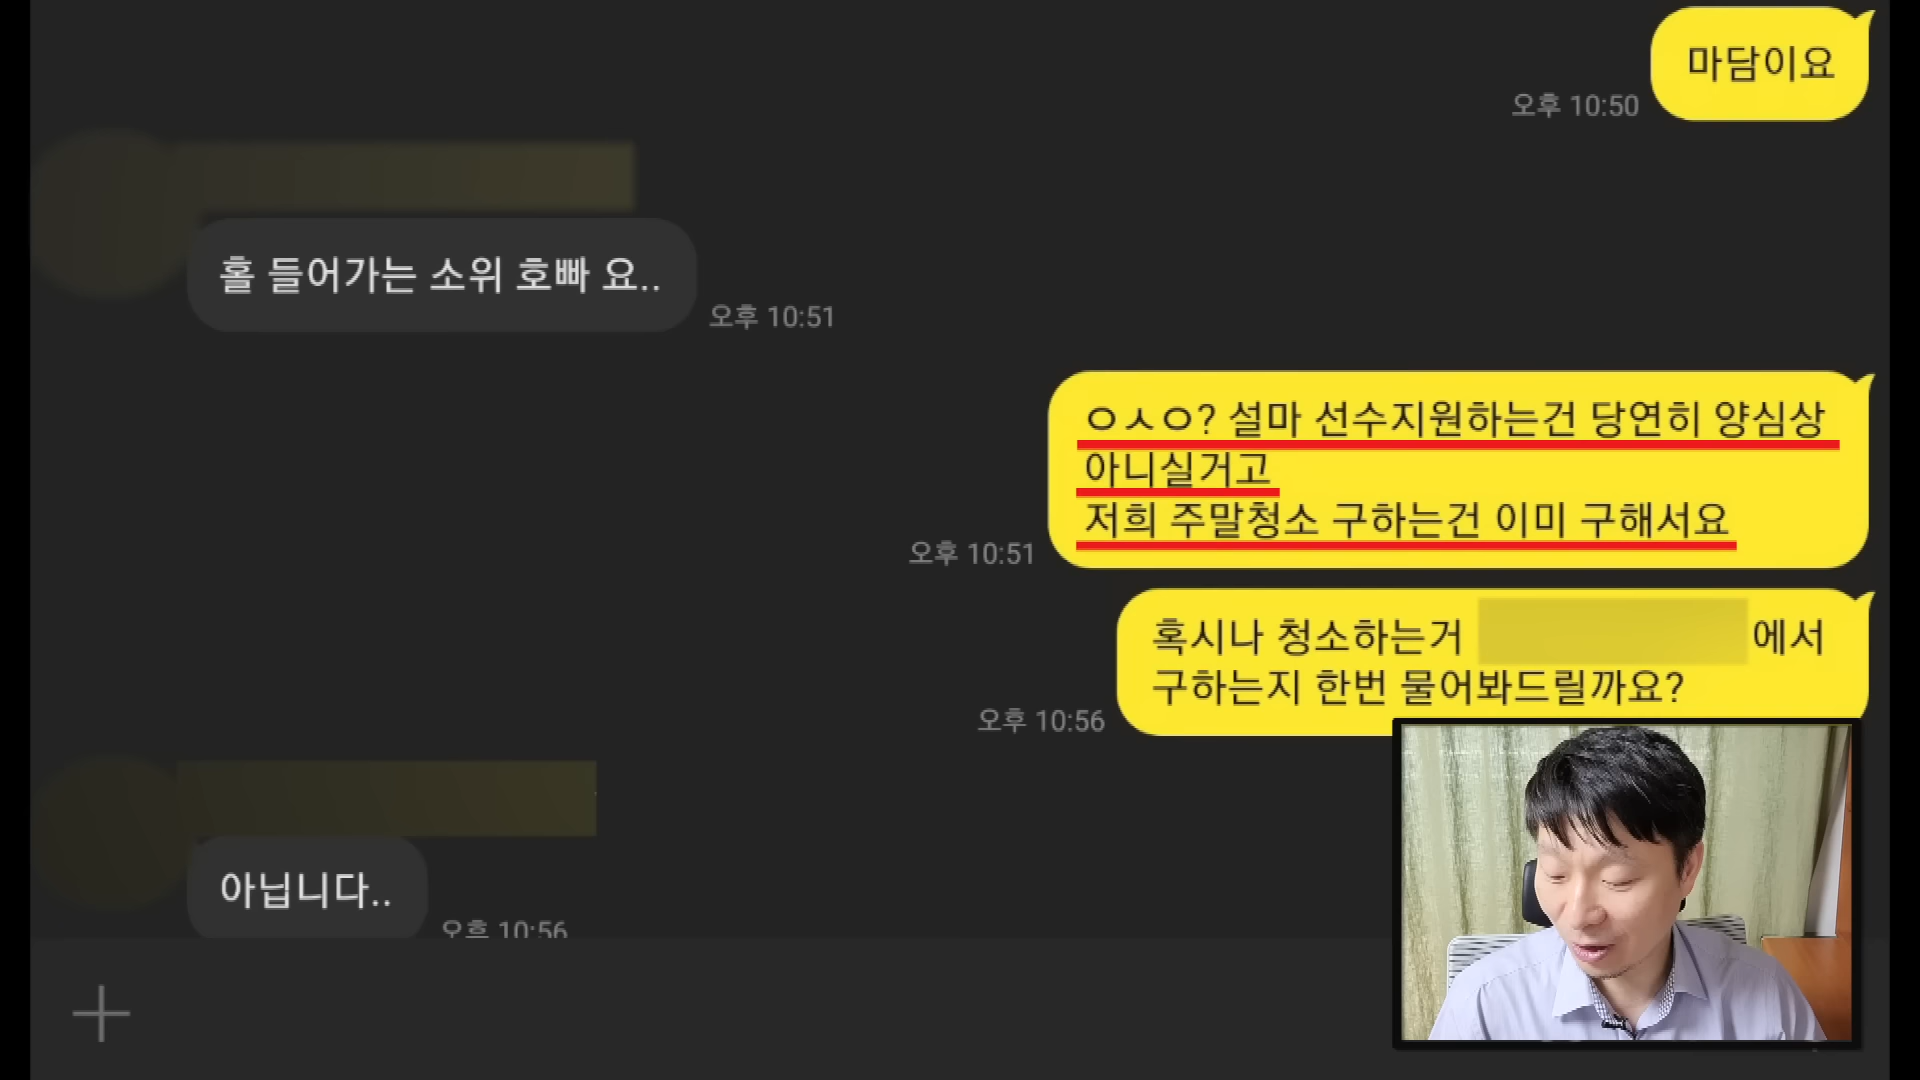 마담이요
오후 10:50
홀 들어가는 소위 호빠 요..
오후 10:51
ㅇㅅㅇ? 설마 선수지원하는건 당연히 양심상
아니실거고
저희 주말청소 구하는건 이미 구해서요
오후 10:51
혹시나 청소하는거 에서
구하는지 한번 물어봐드릴까요?
오후 10:56
아닙니다..
오후 10:56